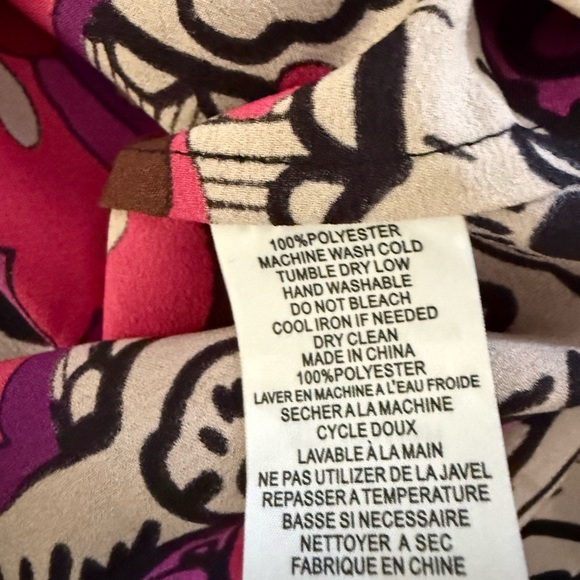 100%POLYESTER
MACHINE WASH COLD
TUMBLE DRY LOW
HAND WASHABLE
DO NOT BLEACH
COOL IRON IF NEEDED
DRY CLEAN
MADE IN CHINA
100%POLYESTER
LAVER EN MACHINE A L'EAU FROIDE
SECHER A LA MACHINE
CYCLE DOUX
LAVABLE À LA MAIN
NE PAS UTILIZER DE LA JAVEL
REPASSER A TEMPERATURE
BASSE SI NECESSAIRE
NETTOYER A SEC
FABRIQUE EN CHINE